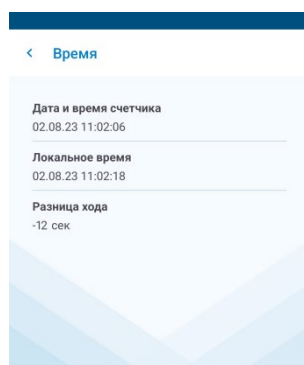 Время
Дата и время счетчика
02.08.23 11:02:06
Локальное время
02.08.23 11:02:18
Разница хода
-12 сек